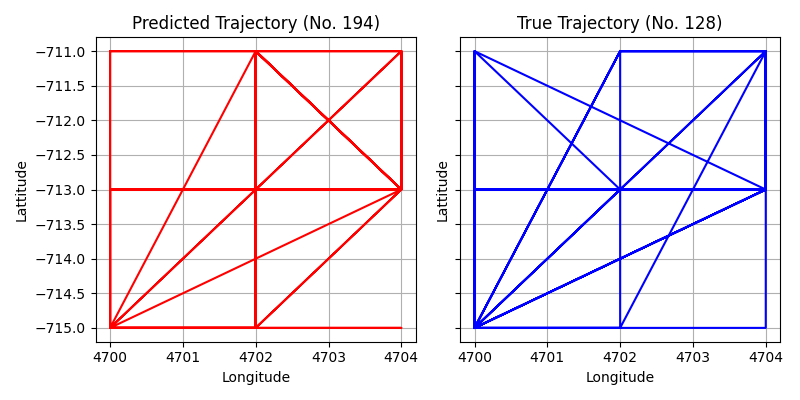 Predicted Trajectory (No. 194)
True Trajectory (No. 128)
−711.0
−711.5
−712.0
−712.5
−713.0
−713.5
−714.0
−714.5
−715.0
Lattitude
Lattitude
4700 4701 4702 4703 4704
4700 4701 4702 4703 4704
Longitude
Longitude